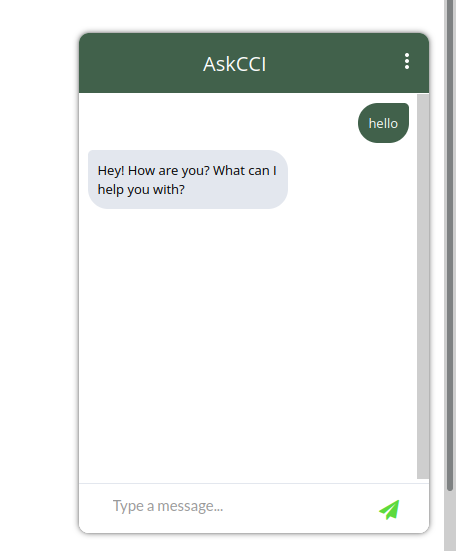 AskCCI
hello
Hey! How are you? What can I
help you with?
Type a message...